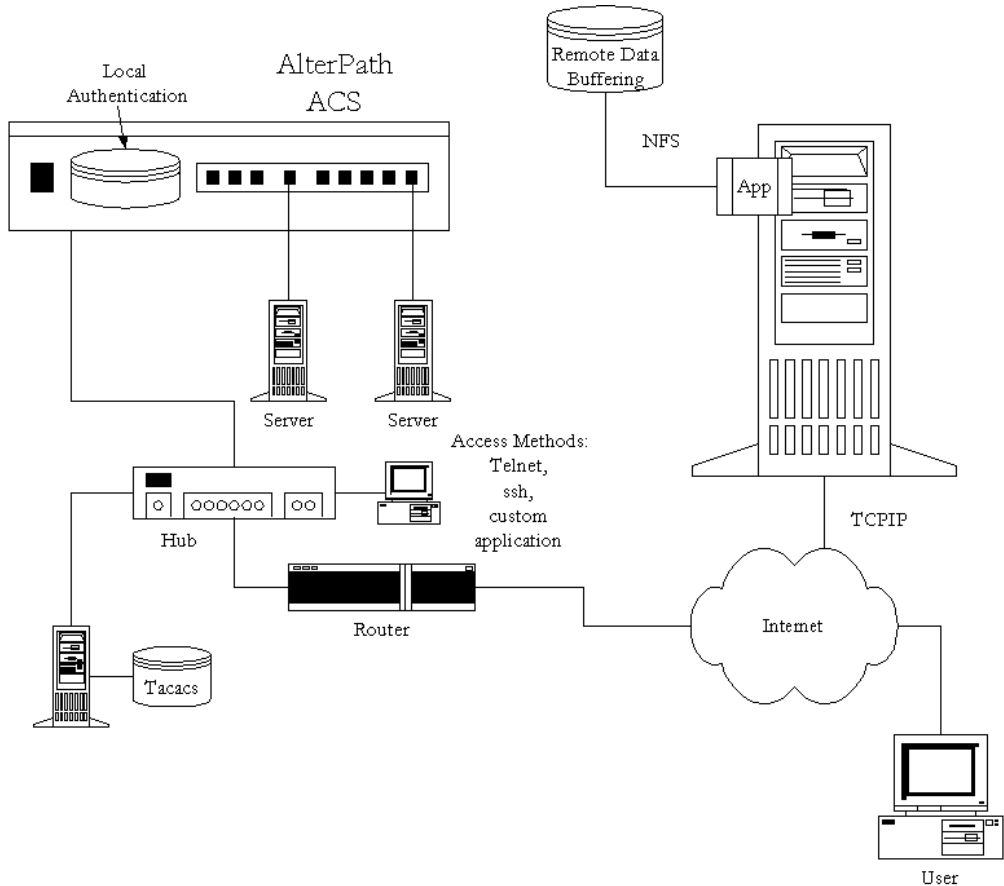 AlterPath
ACS
Local
Authentication
Remote Data
Buffering
NFS
App
Server
Server
Access Methods:
Telnet,
ssh,
custom
application
Hub
TCPIP
Router
Internet
Tacacs
User